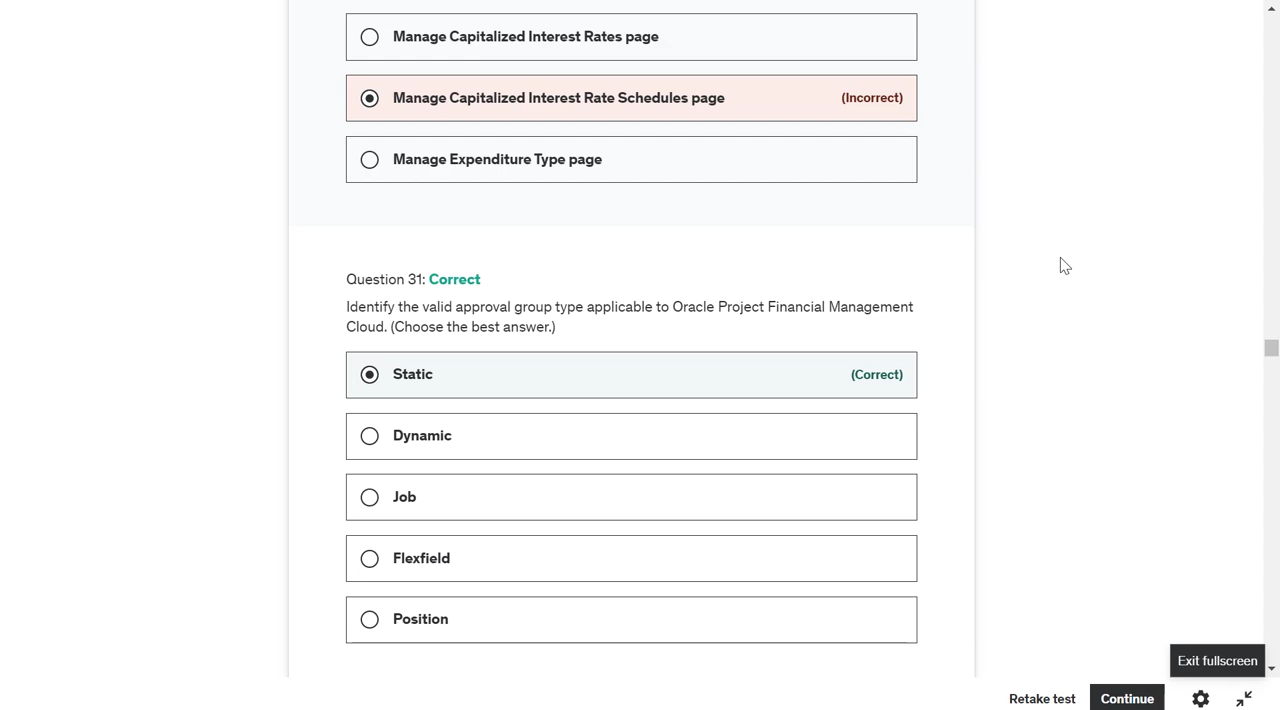 Manage Capitalized Interest Rates page
Manage Capitalized Interest Rate Schedules page (Incorrect)
Manage Expenditure Type page
Question 31: Correct
Identify the valid approval group type applicable to Oracle Project Financial Management
Cloud. (Choose the best answer.)
Static (Correct)
Dynamic
Job
Flexfield
Position
Exit fullscreen
Retake test Continue